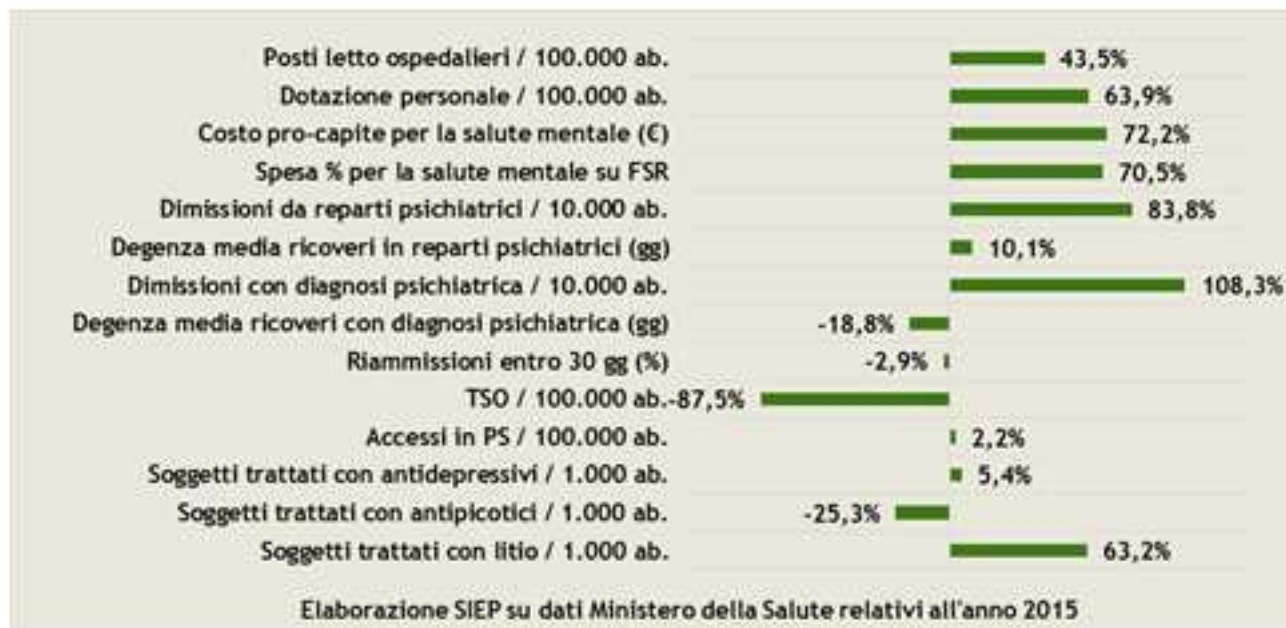 Posti letto ospedalieri / 100.000 ab. 43,5%
Dotazione personale / 100.000 ab. 63,9%
Costo pro-capite per la salute mentale (€) 72,2%
Spesa % per la salute mentale su FSR 70,5%
Dimissioni da reparti psichiatrici / 10.000 ab. 83,8%
Degenza media ricoveri in reparti psichiatrici (gg) 10,1%
Dimissioni con diagnosi psichiatrica / 10.000 ab. 108,3%
Degenza media ricoveri con diagnosi psichiatrica (gg) -18,8%
Riammissioni entro 30 gg (%) -2,9%
TSO / 100.000 ab. -87,5%
Accessi in PS / 100.000 ab. 2,2%
Soggetti trattati con antidepressivi / 1.000 ab. 5,4%
Soggetti trattati con antipicotici / 1.000 ab. -25,3%
Soggetti trattati con litio / 1.000 ab. 63,2%
Elaborazione SIEP su dati Ministero della Salute relativi all'anno 2015